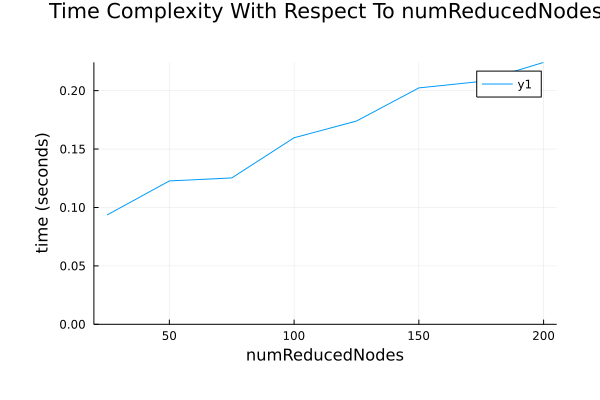 Time Complexity With Respect To numReducedNodes
0.20
0.15
0.10
0.05
0.00
time (seconds)
y1
50 100 150 200
numReducedNodes